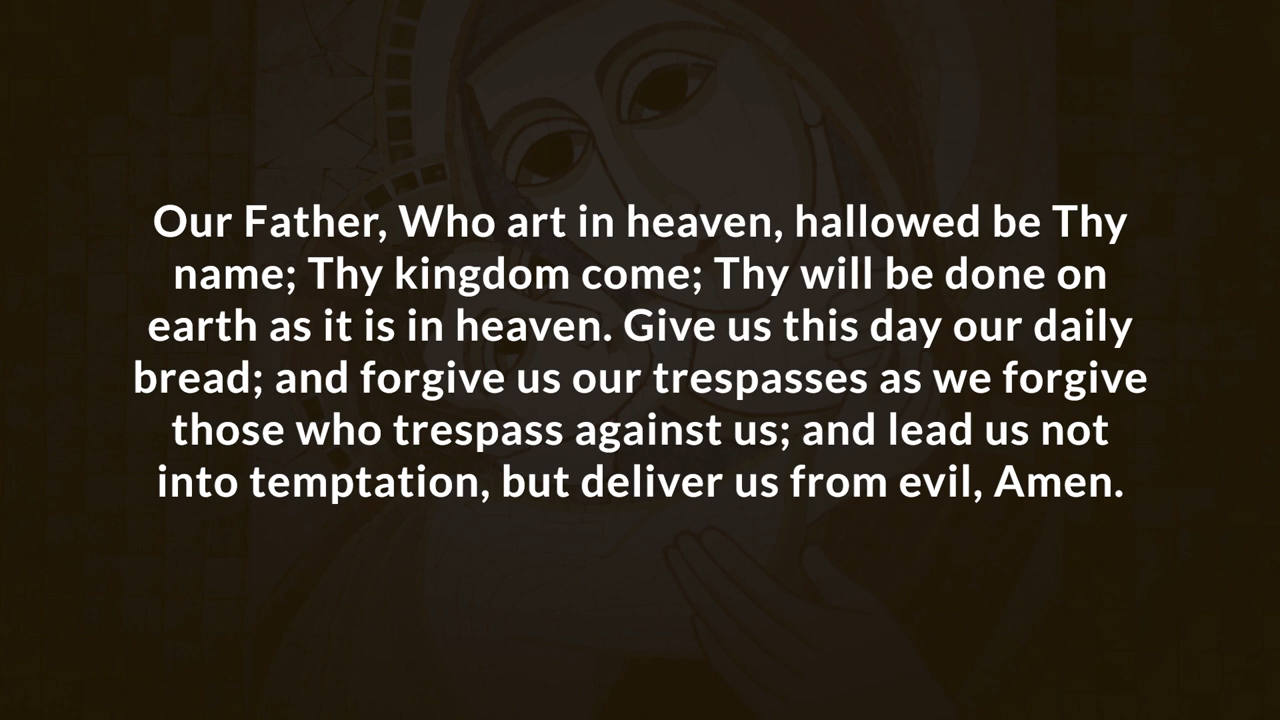 Our Father, Who art in heaven, hallowed be Thy
name; Thy kingdom come; Thy will be done on
earth as it is in heaven. Give us this day our daily
bread; and forgive us our trespasses as we forgive
those who trespass against us; and lead us not
into temptation, but deliver us from evil, Amen.